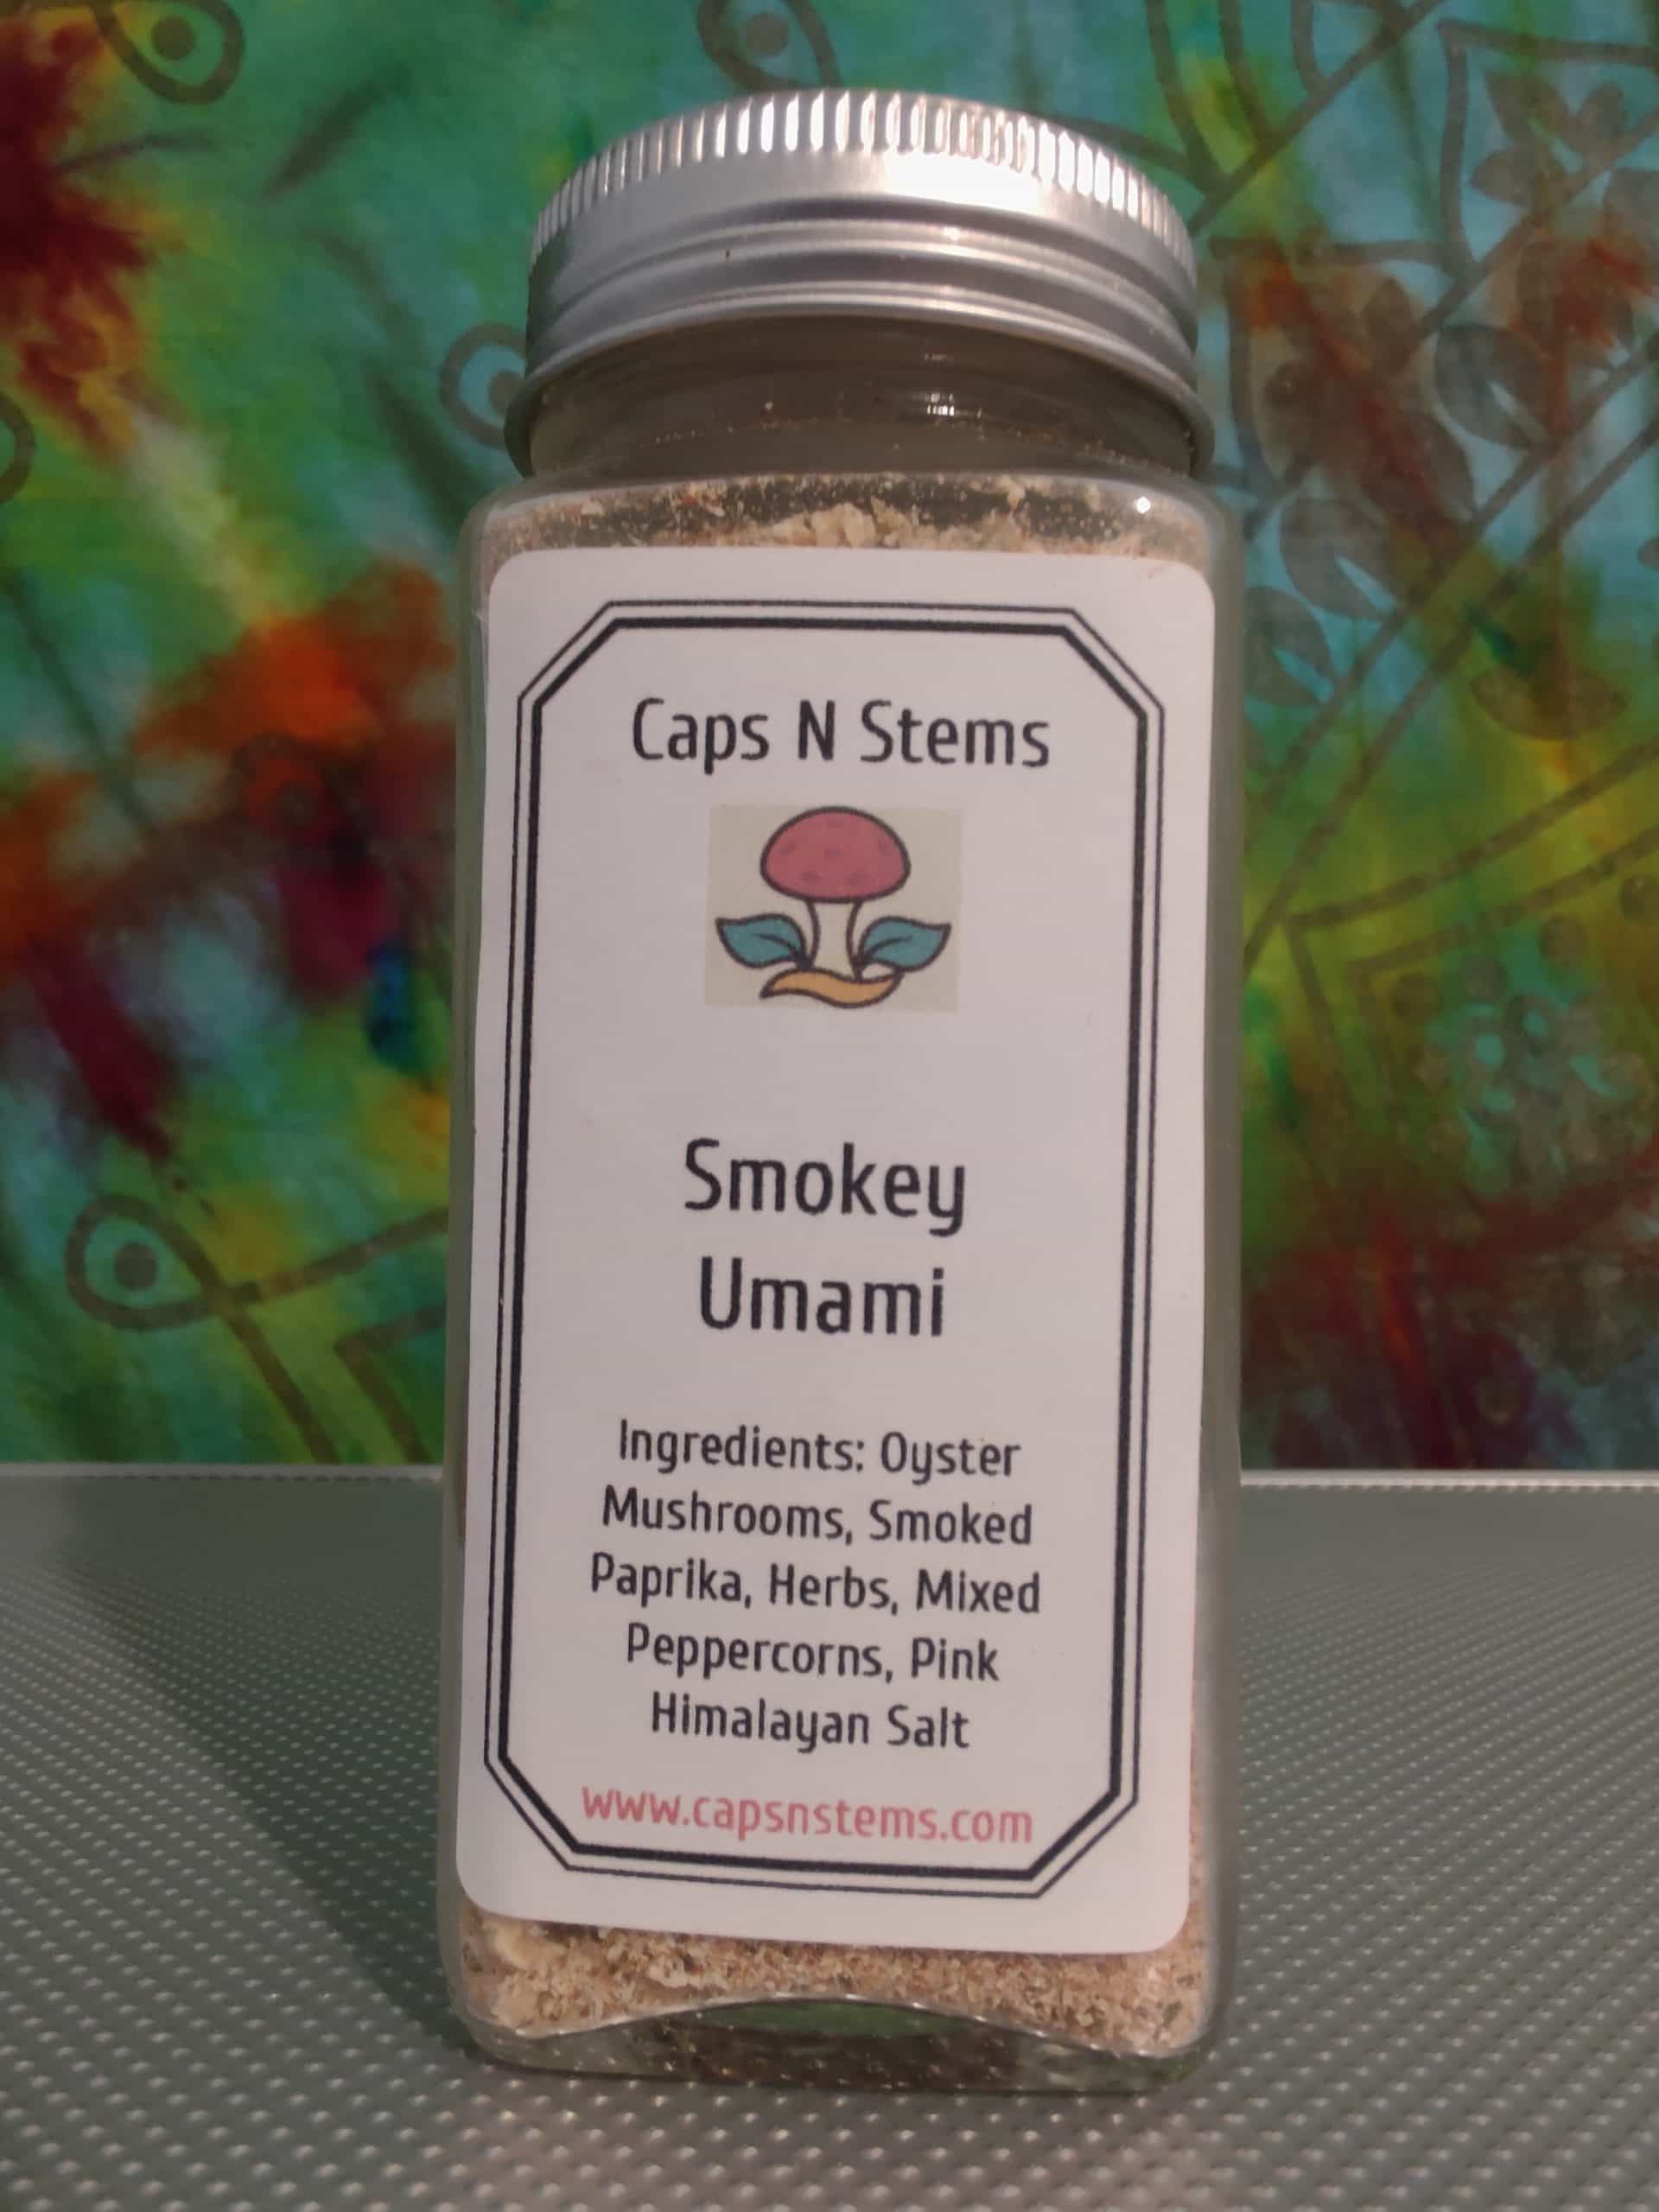 Caps N Stems
Smokey
Umami
Ingredients: Oyster
Mushrooms, Smoked
Paprika, Herbs, Mixed
Peppercorns, Pink
Himalayan Salt
www.capsnstems.com